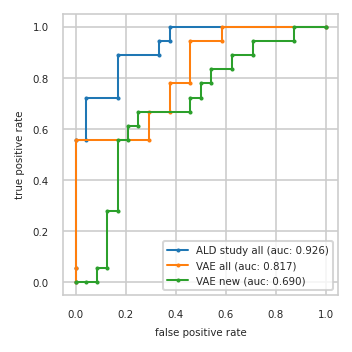 1.0
0.8
0.6
0.4
0.2
0.0
true positive rate
ALD study all (auc: 0.926)
VAE all (auc: 0.817)
VAE new (auc: 0.690)
0.0 0.2 0.4 0.6 0.8 1.0
false positive rate